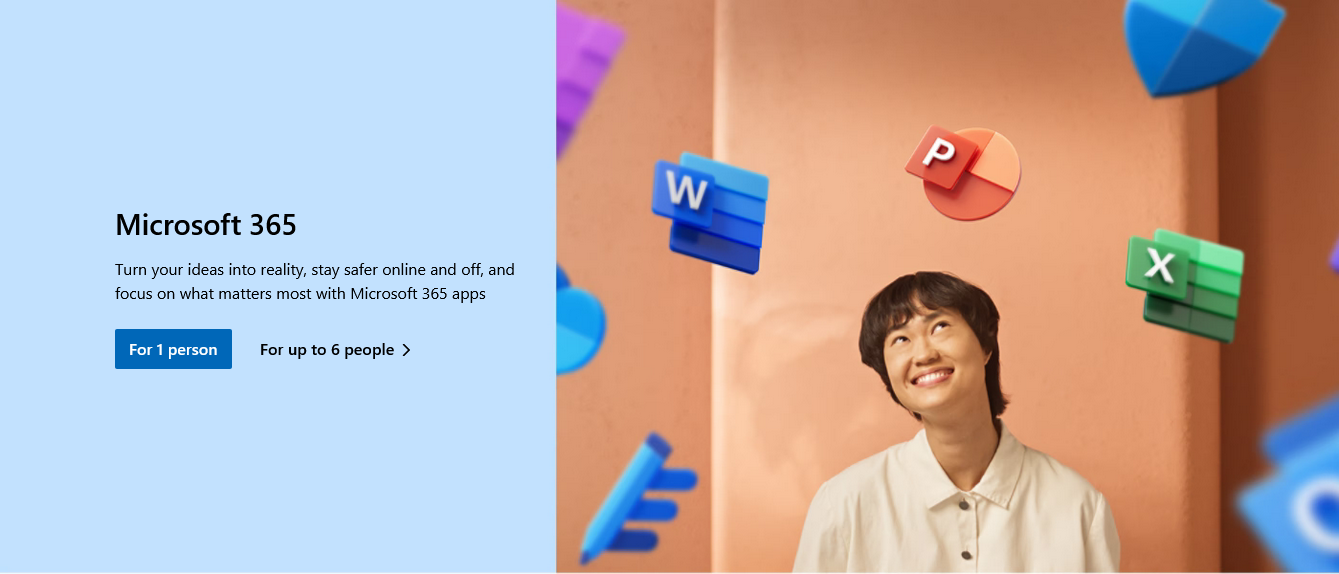 Microsoft 365
Turn your ideas into reality, stay safer online and off, and
focus on what matters most with Microsoft 365 apps
For 1 person
For up to 6 people
W
P
X